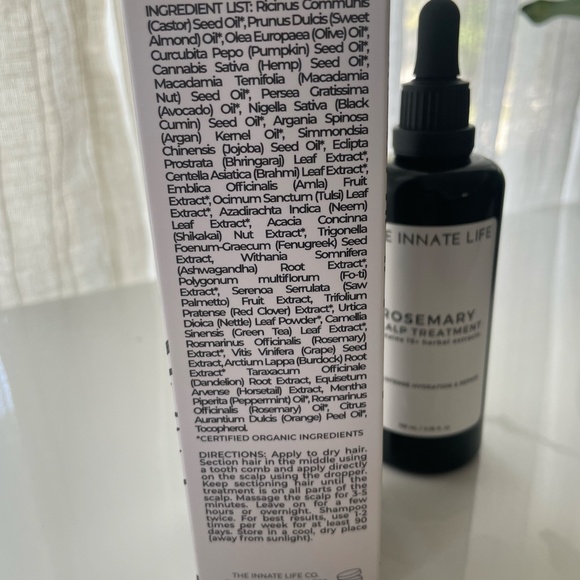 INGREDIENT LIST: Ricinus Communis
(Castor) Seed Oil*, Prunus Dulcis (Sweet
Almond) Oil*, Olea Europaea (Olive) Oil*,
Curcubita Pepo (Pumpkin) Seed Oil*,
Cannabis Sativa (Hemp) Seed Oil*,
Macadamia Ternifolia (Macadamia
Nut) Seed Oil*, Persea Gratissima
(Avocado) Oil*, Nigella Sativa (Black
Cumin) Seed Oil*, Argania Spinosa
(Argan) Kernel Oil*, Simmondsia
Chinensis (Jojoba) Seed Oil*, Eclipta
Prostrata (Bhringaraj) Leaf Extract*,
Centella Asiatica (Brahmi) Leaf Extract*,
Emblica Officinalis (Amla) Fruit
Extract*, Ocimum Sanctum (Tulsi) Leaf
Extract*, Azadirachta Indica (Neem)
Leaf Extract*, Acacia Concinna
(Shikakai) Nut Extract*, Trigonella
Foenum-Graecum (Fenugreek) Seed
Extract, Withania Somnifera
(Ashwagandha) Root Extract*,
Polygonum multiflorum (Fo-ti)
Extract*, Serenoa Serrulata (Saw
Palmetto) Fruit Extract, Trifolium
Pratense (Red Clover) Extract*, Urtica
Dioica (Nettle) Leaf Powder*, Camellia
Sinensis (Green Tea) Leaf Extract*,
Rosmarinus Officinalis (Rosemary)
Extract*, Vitis Vinifera (Grape) Seed
Extract, Arctium Lappa (Burdock) Root
Extract* Taraxacum Officinale
(Dandelion) Root Extract, Equisetum
Arvense (Horsetail) Extract, Mentha
Piperita (Peppermint) Oil*, Rosmarinus
Officinalis (Rosemary) Oil*, Citrus
Aurantium Dulcis (Orange) Peel Oil*,
Tocopherol.
*CERTIFIED ORGANIC INGREDIENTS
DIRECTIONS: Apply to dry hair.
Section hair in the middle using
a tooth comb and apply directly
on the scalp using the dropper.
Keep sectioning hair until the
treatment is on all parts of the
scalp. Massage the scalp for 3-5
minutes. Leave on for a few
hours or overnight. Shampoo
twice. For best results, use 1-2
times per week for at least 90
days. Store in a cool, dry place
(away from sunlight).
THE INNATE LIFE CO.
E INNATE LIFE
ROSEMARY
ALP TREATMENT
herbal extracts
INTENSE HYDRATION & REPAIR